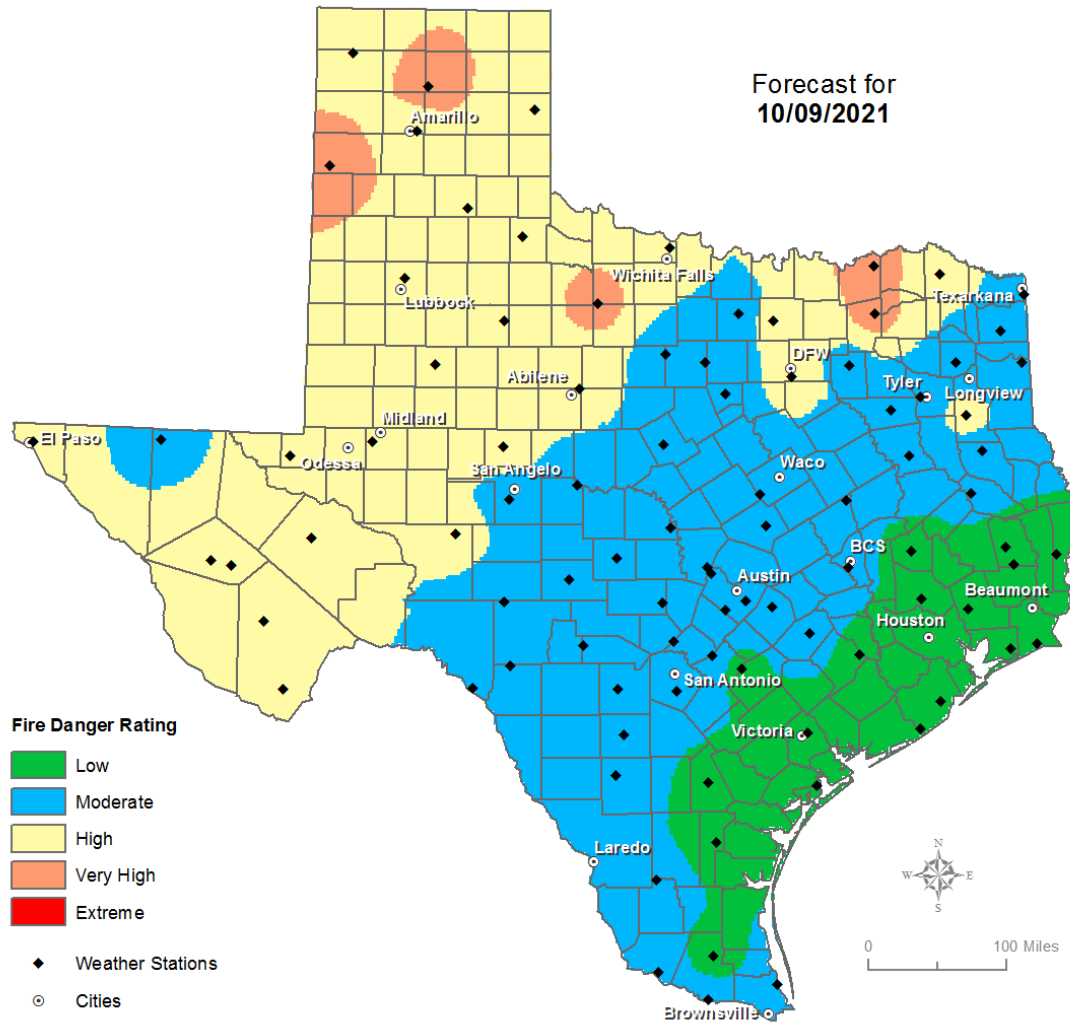 Forecast for
10/09/2021
Amarillo
Wichita Falls
Lubbock
Texarkana
DFW
Abilene
Tyler
Longview
Midland
El Paso
Odessa
San Angelo
Waco
BCS
Austin
Beaumont
Houston
San Antonio
Victoria
Laredo
Brownsville
Fire Danger Rating
Low
Moderate
High
Very High
Extreme
Weather Stations
Cities
N
W E
S
0 100 Miles